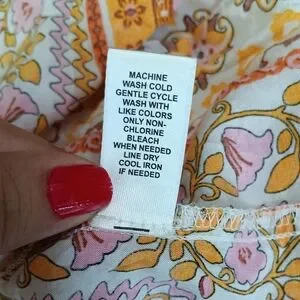 MACHINE
WASH COLD
GENTLE CYCLE
WASH WITH
LIKE COLORS
ONLY NON-
CHLORINE
BLEACH
WHEN NEEDED
LINE DRY
COOL IRON
IF NEEDED